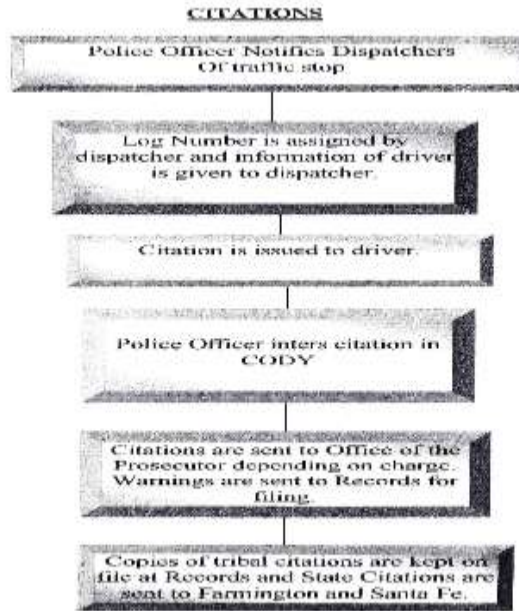 CITATIONS
Police Officer Notifies Dispatchers
Of traffic stop
Log Number is assigned by
dispatcher and information of driver
is given to dispatcher.
Citation is issued to driver.
Police Officer inters citation in
CODY
Citations are sent to Office of the
Prosecutor depending on charge.
Warnings are sent to Records for
filing.
Copies of tribal citations are kept on
file at Records and State Citations are
sent to Farmington and Santa Fe.